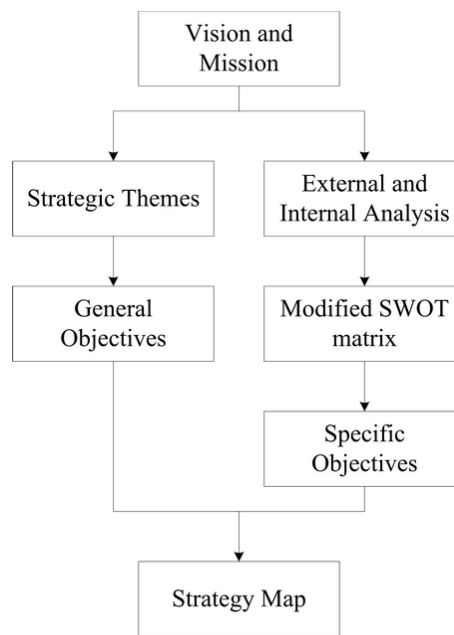 Vision and
Mission
Strategic Themes
External and
Internal Analysis
General
Objectives
Modified SWOT
matrix
Specific
Objectives
Strategy Map